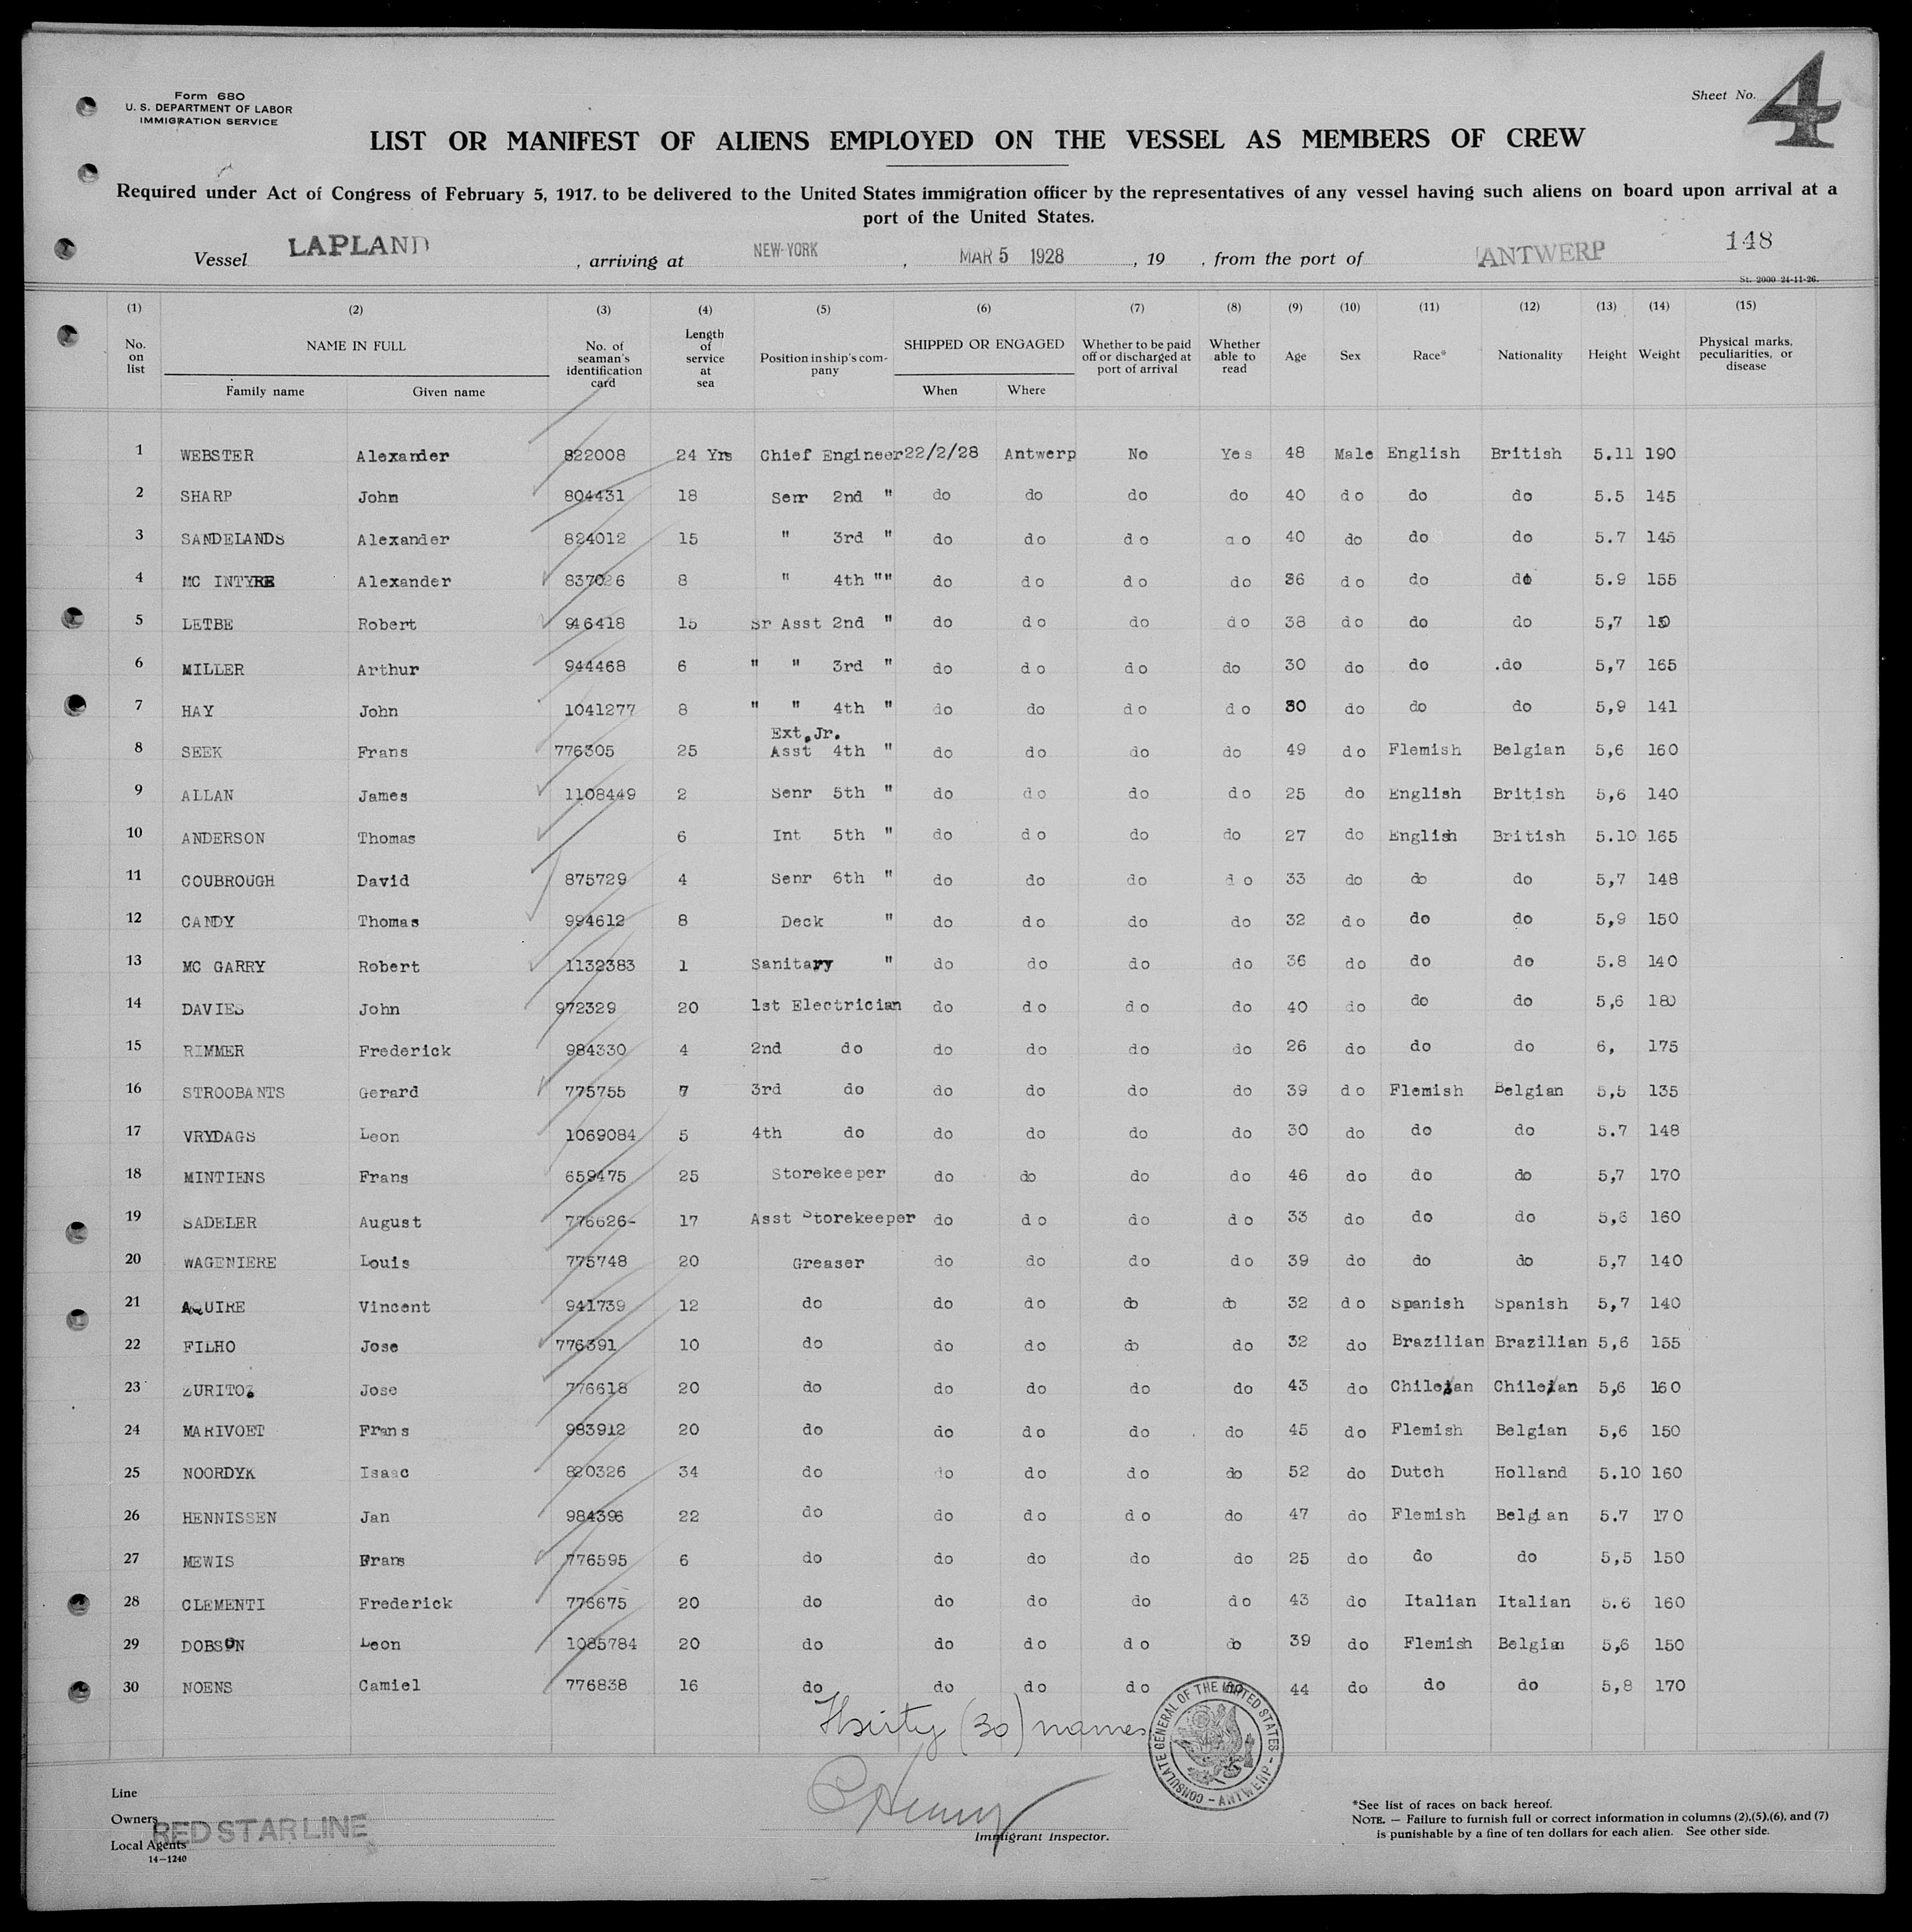 Form 680
U. S. DEPARTMENT OF LABOR
IMMIGRATION SERVICE
Sheet No. 4
LIST OR MANIFEST OF ALIENS EMPLOYED ON THE VESSEL AS MEMBERS OF CREW
Required under Act of Congress of February 5, 1917. to be delivered to the United States immigration officer by the representatives of any vessel having such aliens on board upon arrival at a
port of the United States.
Vessel LAPLAND , arriving at NEW-YORK , MAR 5 1928 , 19 , from the port of ANTWERP 148
St. 2000 24-11-26.
(1) (2) (3) (4) (5) (6) (7) (8) (9) (10) (11) (12) (13) (14) (15)
No. on list NAME IN FULL Family name Given name No. of seaman's identification card Length of service at sea Position in ship's company SHIPPED OR ENGAGED When Where Whether to be paid off or discharged at port of arrival Whether able to read Age Sex Race* Nationality Height Weight Physical marks, peculiarities, or disease
1 WEBSTER Alexander 822008 24 Yrs Chief Engineer 22/2/28 Antwerp No Yes 48 Male English British 5.11 190
2 SHARP John 804431 18 Senr 2nd " do do do do 40 do do do 5.5 145
3 SANDELANDS Alexander 824012 15 " 3rd " do do do do 40 do do do 5.7 145
4 MC INTYRE Alexander 837026 8 " 4th "" do do do do 36 do do do 5.9 155
5 LETBE Robert 946418 15 Sr Asst 2nd " do do do do 38 do do do 5,7 150
6 MILLER Arthur 944468 6 " " 3rd " do do do do 30 do do .do 5,7 165
7 HAY John 1041277 8 " " 4th " do do do do 30 do do do 5,9 141
Ext.Jr.
8 SEEK Frans 776305 25 Asst 4th " do do do do 49 do Flemish Belgian 5,6 160
9 ALLAN James 1108449 2 Senr 5th " do do do do 25 do English British 5,6 140
10 ANDERSON Thomas 6 Int 5th " do do do do 27 do English British 5.10 165
11 COUBROUGH David 875729 4 Senr 6th " do do do do 33 do do do 5,7 148
12 CANDY Thomas 994612 8 Deck " do do do do 32 do do do 5,9 150
13 MC GARRY Robert 1132383 1 Sanitary " do do do do 36 do do do 5.8 140
14 DAVIES John 972329 20 1st Electrician do do do do 40 do do do 5,6 180
15 RIMMER Frederick 984330 4 2nd do do do do do 26 do do do 6, 175
16 STROOBANTS Gerard 775755 7 3rd do do do do do 39 do Flemish Belgian 5,5 135
17 VRYDAGS Leon 1069084 5 4th do do do do do 30 do do do 5.7 148
18 MINTIENS Frans 659475 25 Storekeeper do do do do 46 do do do 5,7 170
19 SADELER August 776626- 17 Asst Storekeeper do do do do 33 do do do 5,6 160
20 WAGENIERE Louis 775748 20 Greaser do do do do 39 do do do 5,7 140
21 AQUIRE Vincent 941739 12 do do do do do 32 do Spanish Spanish 5,7 140
22 FILHO Jose 776391 10 do do do do do 32 do Brazilian Brazilian 5,6 155
23 ZURITOZ Jose 776618 20 do do do do do 43 do Chileian Chileian 5,6 160
24 MARIVOET Frans 983912 20 do do do do do 45 do Flemish Belgian 5,6 150
25 NOORDYK Isaac 820326 34 do do do do do 52 do Dutch Holland 5.10 160
26 HENNISSEN Jan 984396 22 do do do do do 47 do Flemish Belgian 5.7 170
27 MEWIS Frans 776595 6 do do do do do 25 do do do 5,5 150
28 CLEMENTI Frederick 776675 20 do do do do do 43 do Italian Italian 5.6 160
29 DOBSON Leon 1085784 20 do do do do do 39 do Flemish Belgian 5,6 150
30 NOENS Camiel 776838 16 do do do do do 44 do do do 5,8 170
Thirty (30) names
CONSULATE GENERAL OF THE UNITED STATES - ANTWERP -
Line
Owners RED STAR LINE
Local Agents
14-1240
Immigrant Inspector.
*See list of races on back hereof.
NOTE. — Failure to furnish full or correct information in columns (2),(5),(6), and (7)
is punishable by a fine of ten dollars for each alien. See other side.